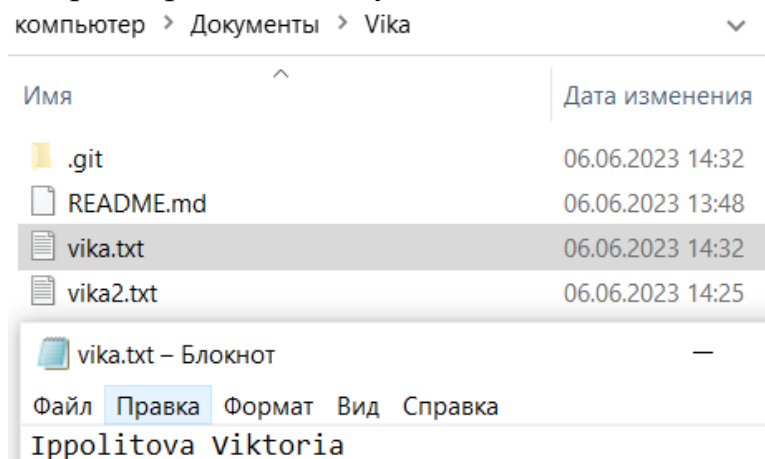 компьютер > Документы > Vika
Имя Дата изменения
.git 06.06.2023 14:32
README.md 06.06.2023 13:48
vika.txt 06.06.2023 14:32
vika2.txt 06.06.2023 14:25
vika.txt – Блокнот
Файл Правка Формат Вид Справка
Ippolitova Viktoria